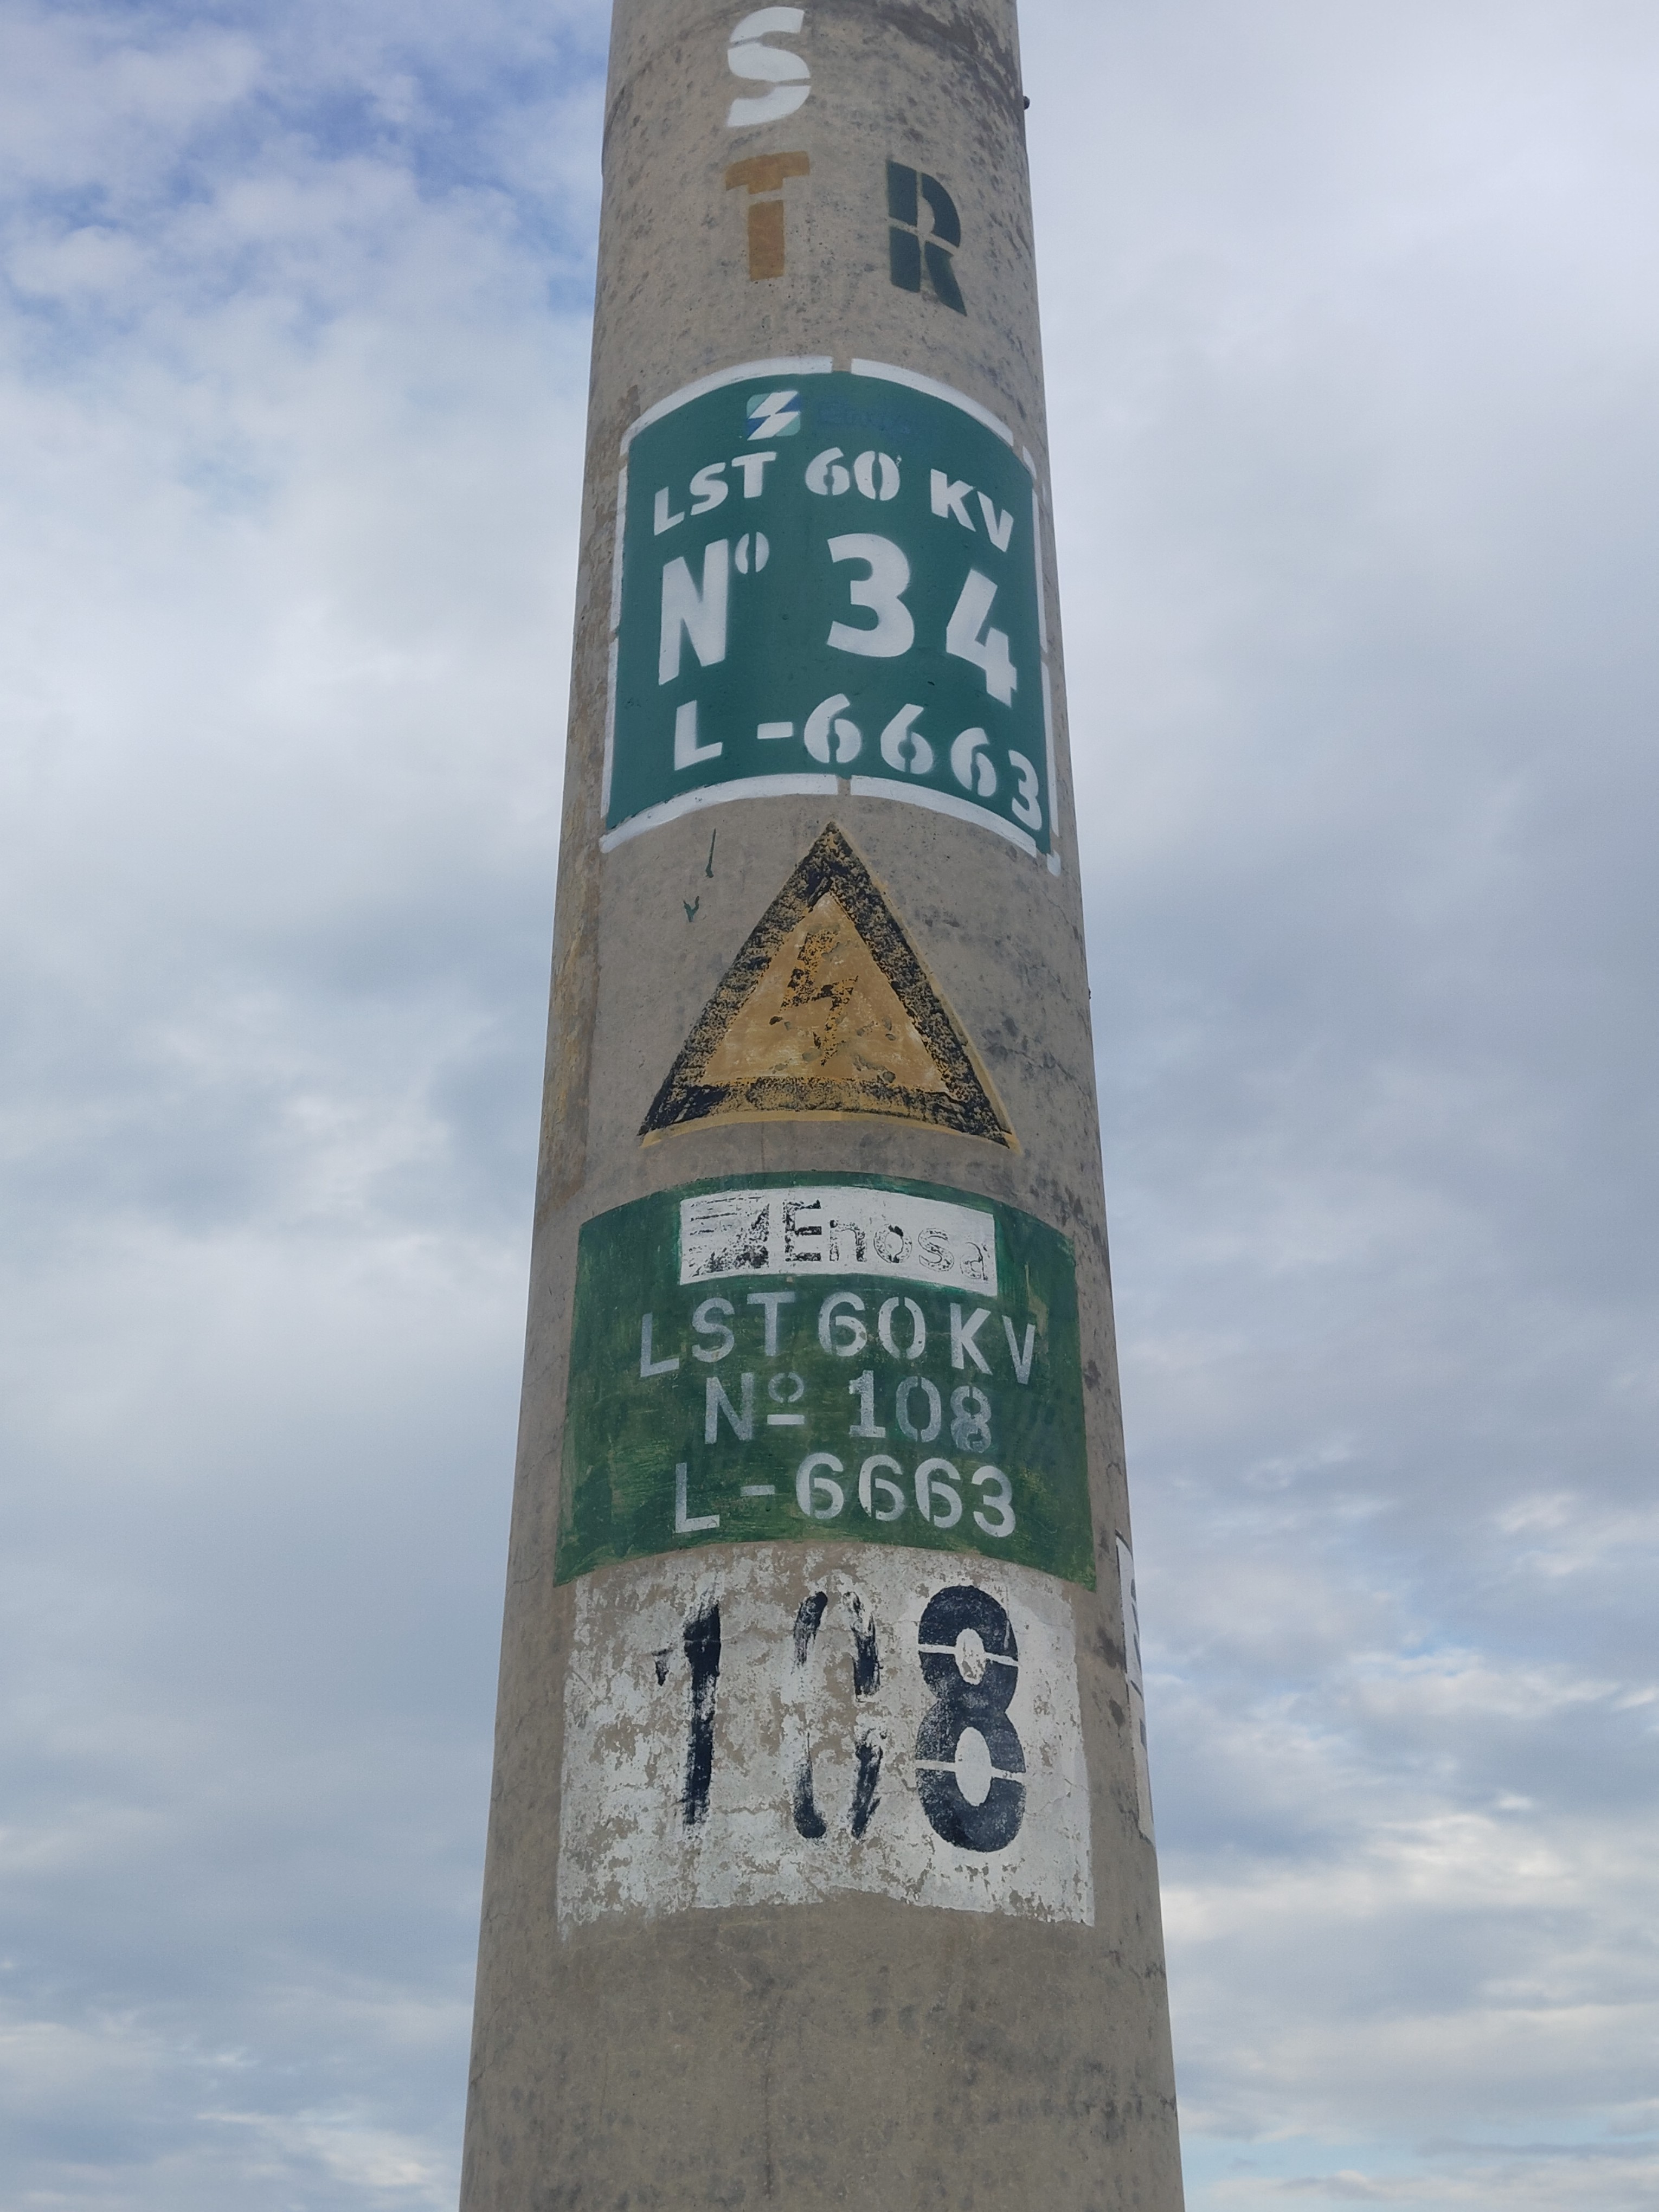 S
T R
LST 60 KV
Nº 34
L-6663
Enosa
LST 60 KV
Nº 108
L-6663
108